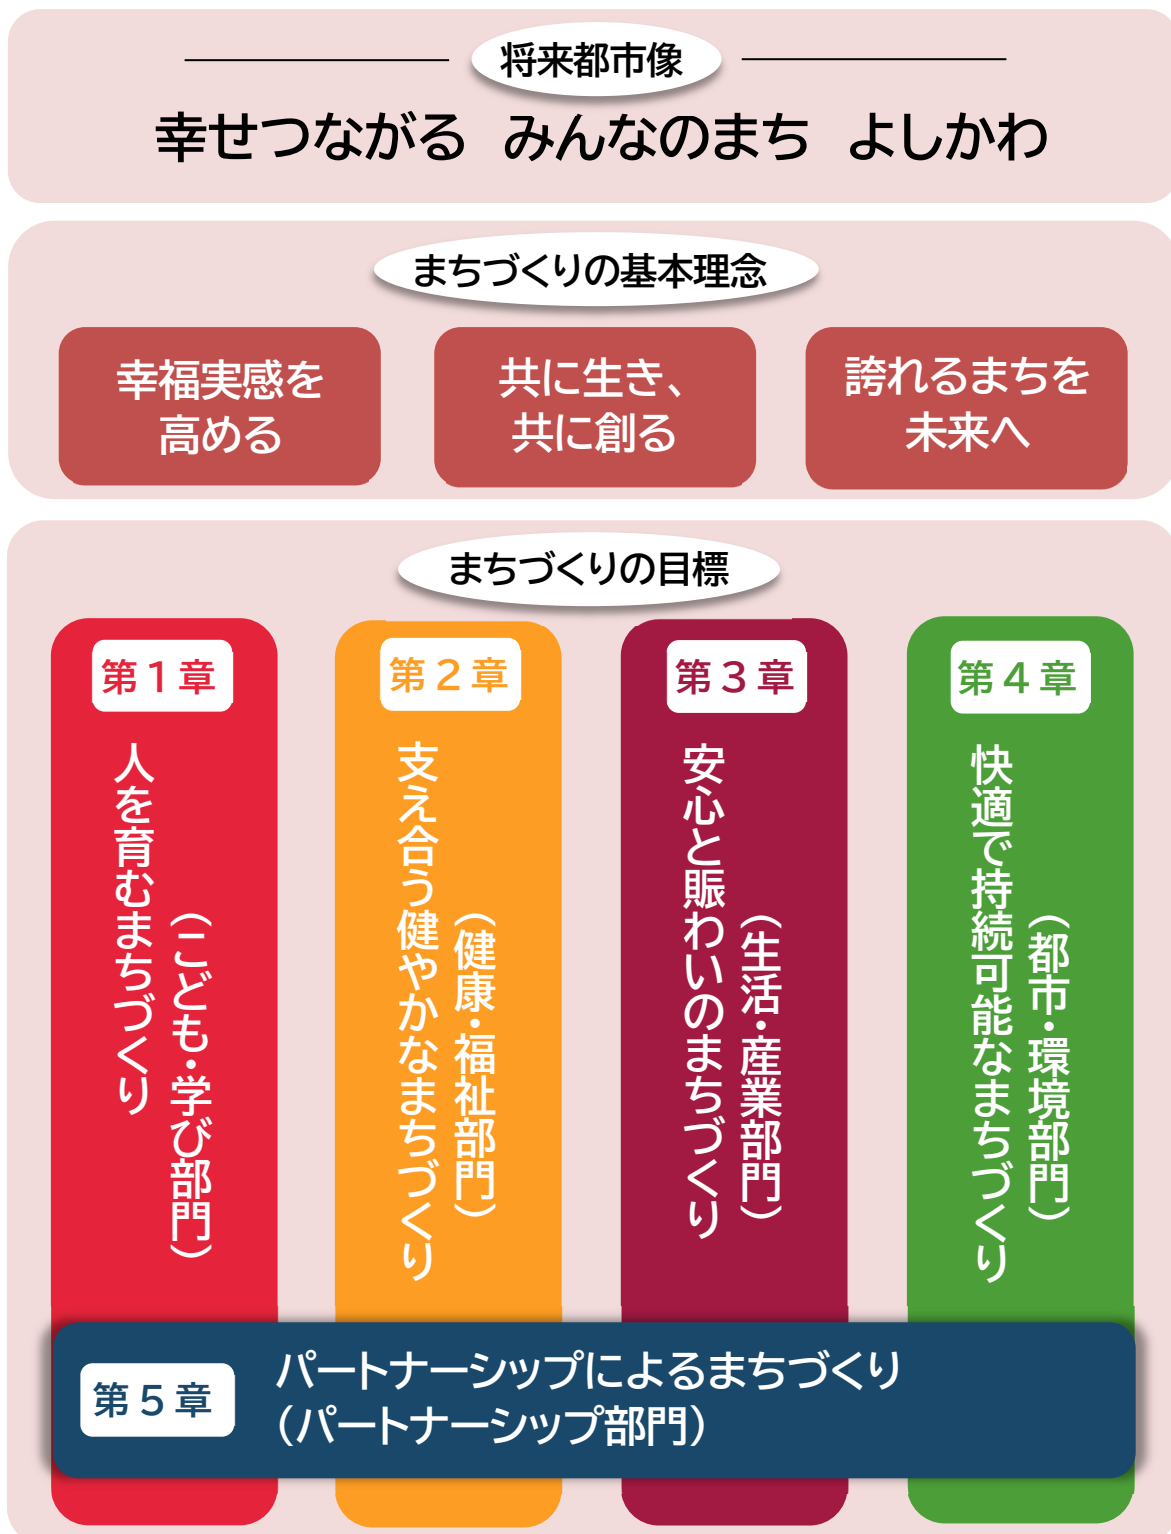 将来都市像
幸せつながる　みんなのまち　よしかわ
まちづくりの基本理念
幸福実感を
高める
共に生き、
共に創る
誇れるまちを
未来へ
まちづくりの目標
第１章
人を育むまちづくり
（こども・学び部門）
第２章
支え合う健やかなまちづくり
（健康・福祉部門）
第３章
安心と賑わいのまちづくり
（生活・産業部門）
第４章
快適で持続可能なまちづくり
（都市・環境部門）
第５章
パートナーシップによるまちづくり
（パートナーシップ部門）